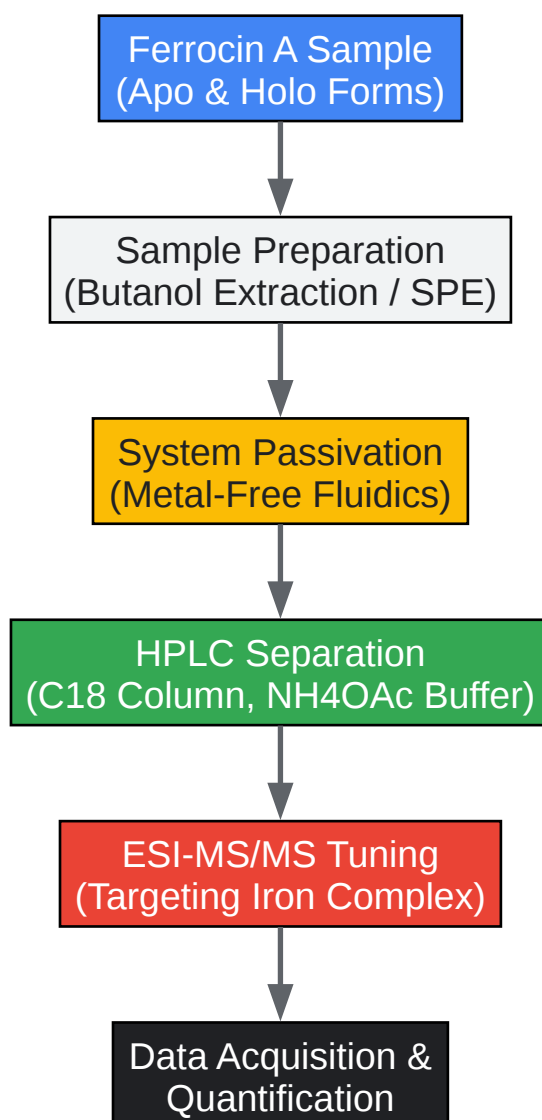 Ferrocin A Sample
(Apo & Holo Forms)
Sample Preparation
(Butanol Extraction / SPE)
System Passivation
(Metal-Free Fluidics)
HPLC Separation
(C18 Column, NH4OAc Buffer)
ESI-MS/MS Tuning
(Targeting Iron Complex)
Data Acquisition &
Quantification